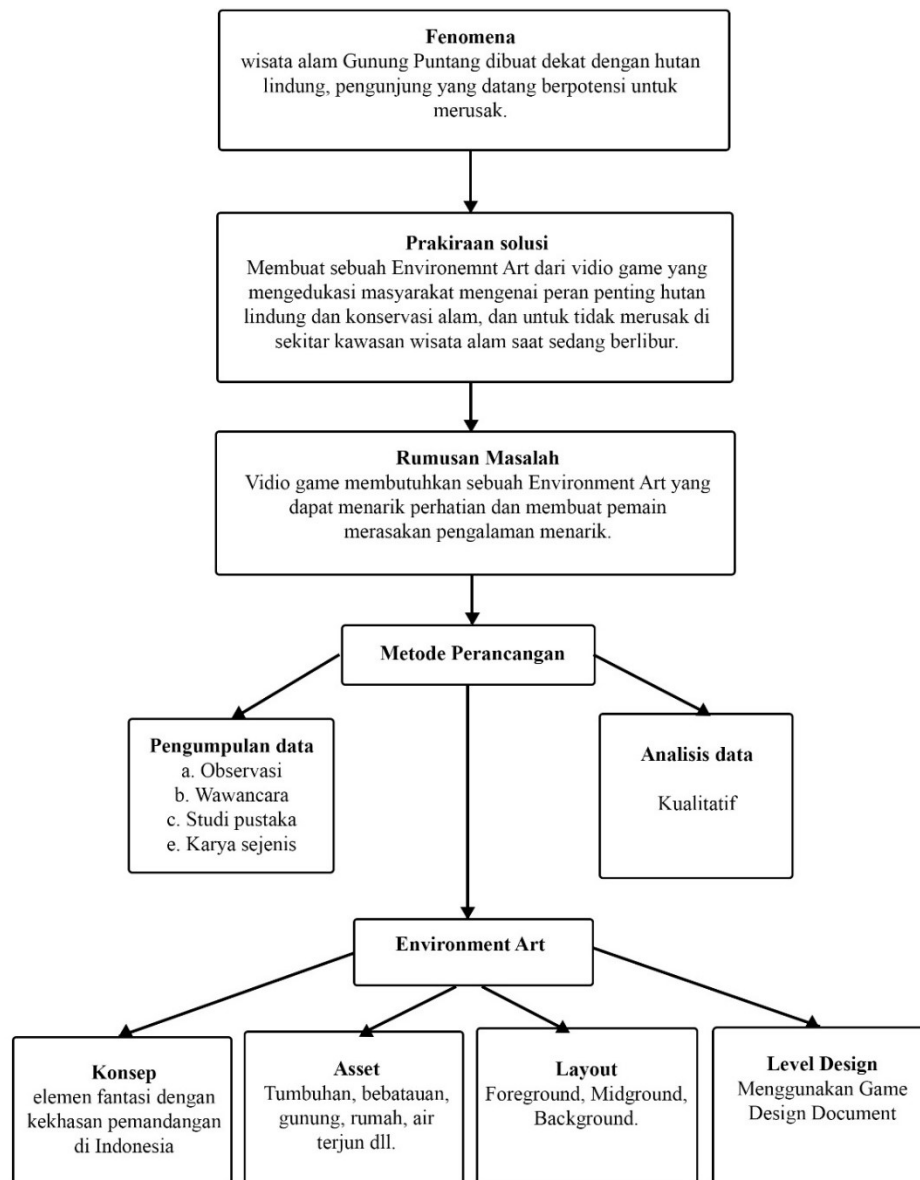 Fenomena
wisata alam Gunung Puntang dibuat dekat dengan hutan
lindung, pengunjung yang datang berpotensi untuk
merusak.
Prakiraan solusi
Membuat sebuah Environemnt Art dari vidio game yang
mengedukasi masyarakat mengenai peran penting hutan
lindung dan konservasi alam, dan untuk tidak merusak di
sekitar kawasan wisata alam saat sedang berlibur.
Rumusan Masalah
Vidio game membutuhkan sebuah Environment Art yang
dapat menarik perhatian dan membuat pemain
merasakan pengalaman menarik.
Metode Perancangan
Pengumpulan data
a. Observasi
b. Wawancara
c. Studi pustaka
e. Karya sejenis
Analisis data
Kualitatif
Environment Art
Konsep
elemen fantasi dengan
kekhasan pemandangan
di Indonesia
Asset
Tumbuhan, bebatauan,
gunung, rumah, air
terjun dll.
Layout
Foreground, Midground,
Background.
Level Design
Menggunakan Game
Design Document